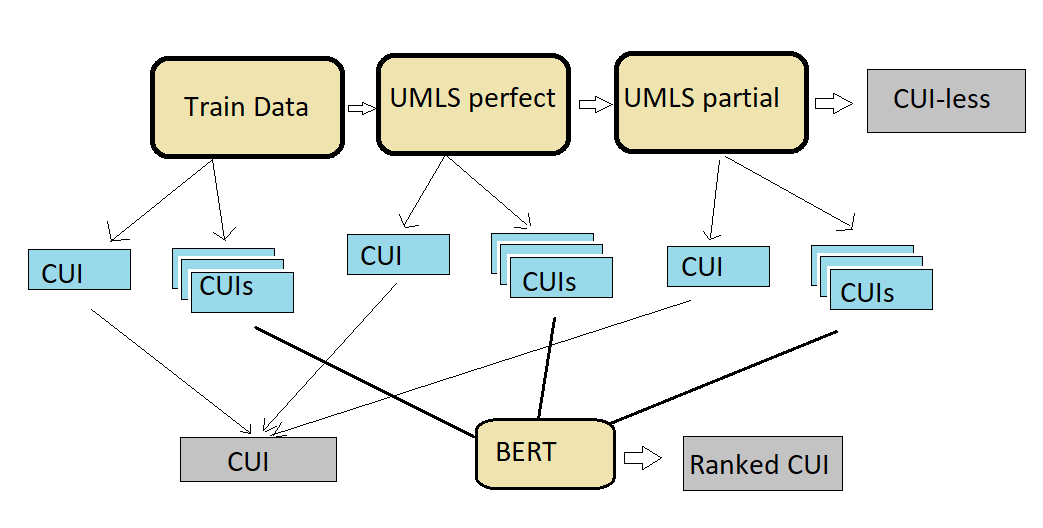 Train Data
UMLS perfect
UMLS partial
CUI-less
CUI
CUIs
CUI
CUIs
CUI
CUIs
CUI
BERT
Ranked CUI